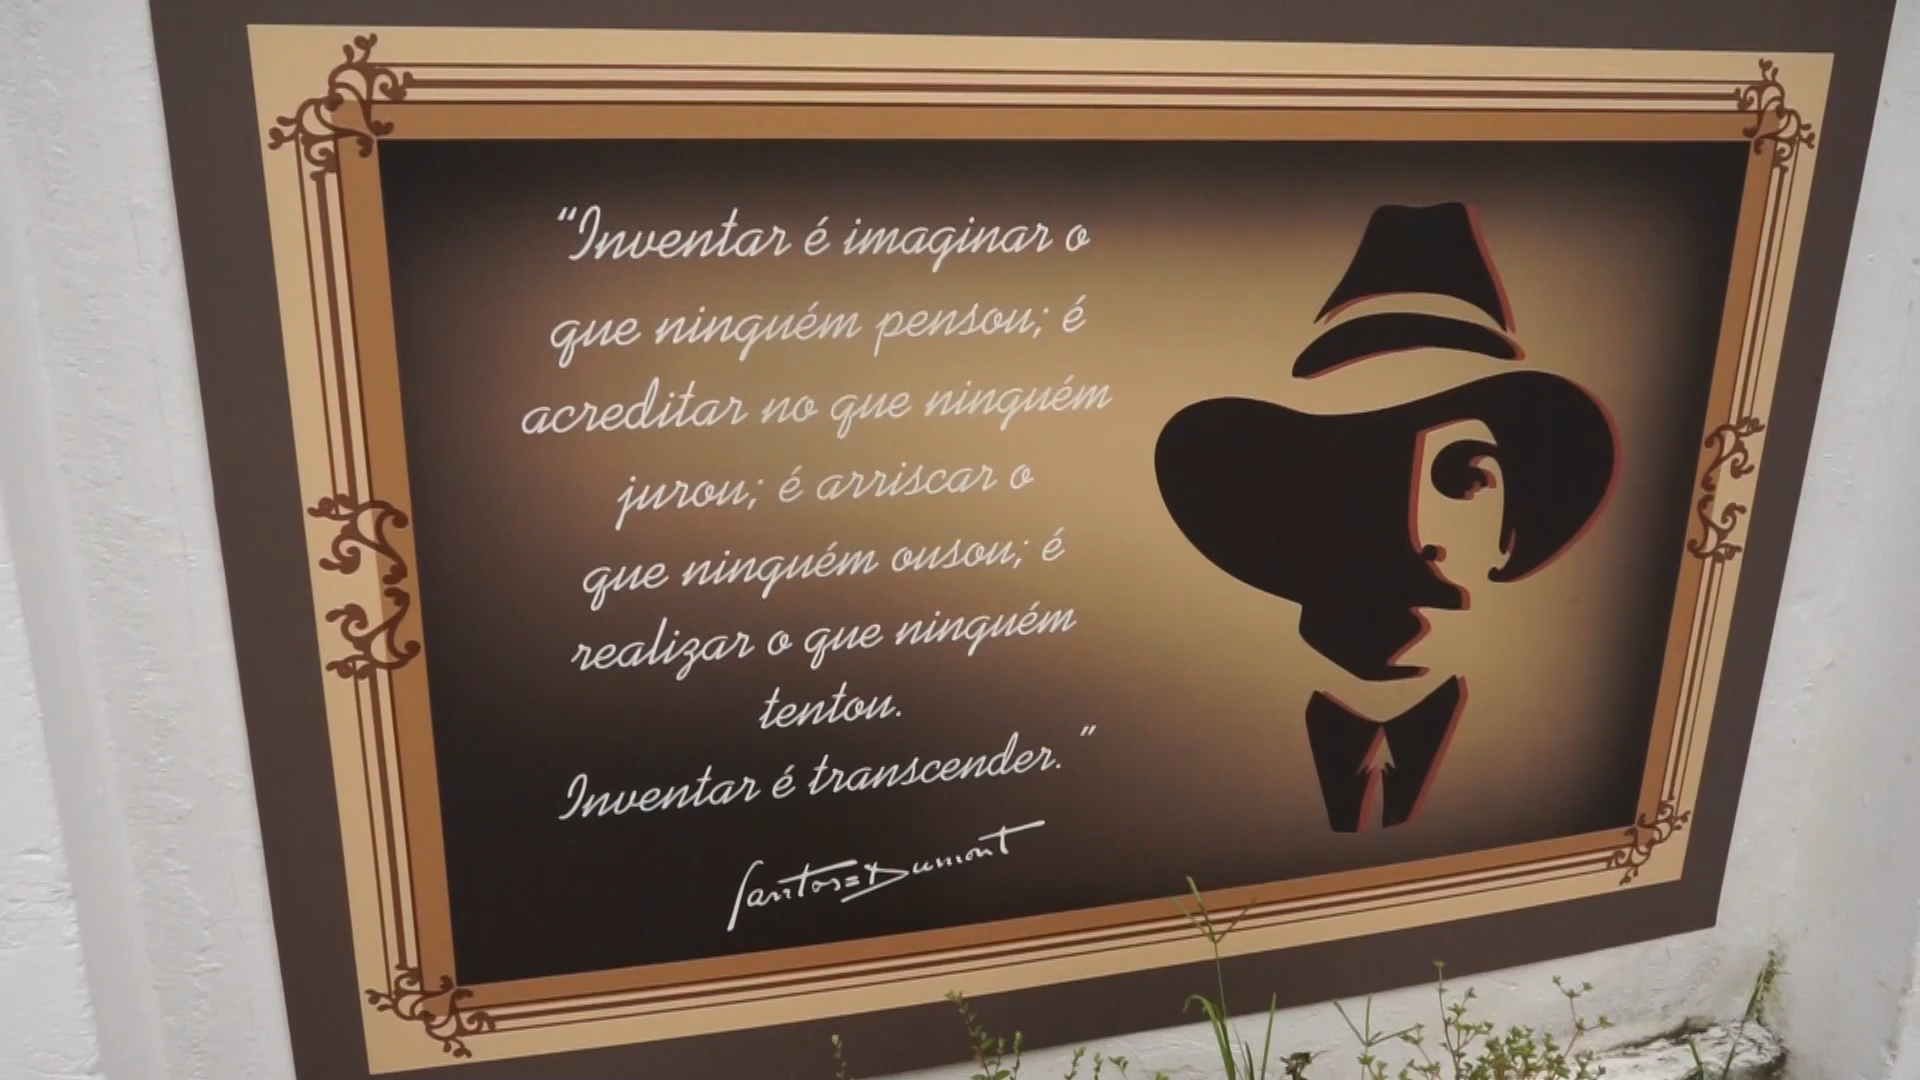 “Inventar é imaginar o
que ninguém pensou; é
acreditar no que ninguém
jurou; é arriscar o
que ninguém ousou; é
realizar o que ninguém
tentou.
Inventar é transcender.”
Santos=Dumont